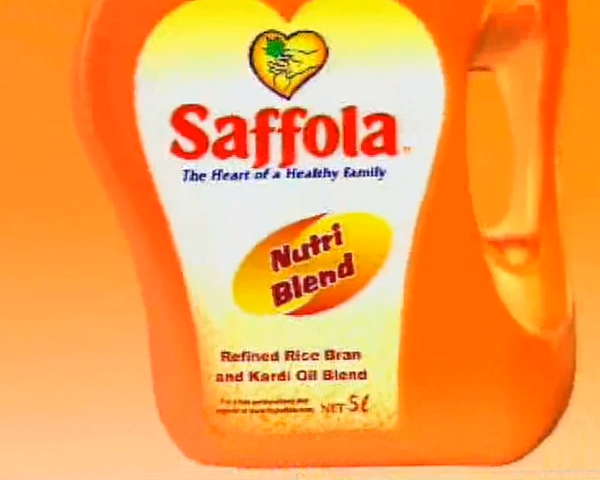 Saffola
The Heart of a Healthy family
Nutri
Blend
Refined Rice Bran
and Kardi Oil Blend
NET 5ℓ